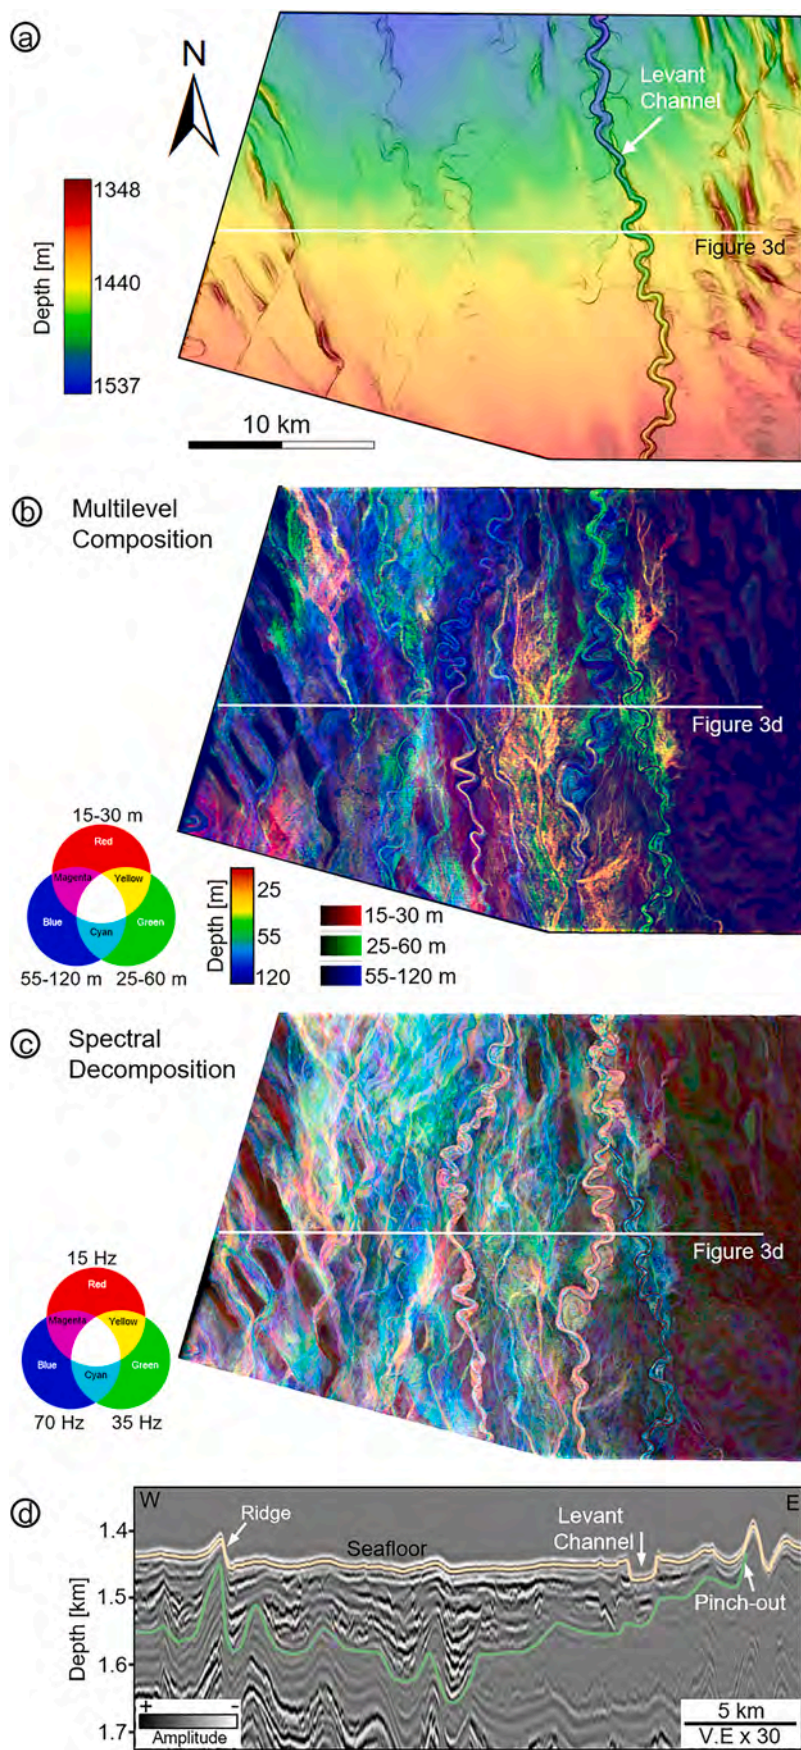 a
N
Levant
Channel
1348
1440
1537
Depth [m]
Figure 3d
10 km
b
Multilevel
Composition
Figure 3d
15-30 m
Red
Magenta
Yellow
Blue
Green
Cyan
55-120 m
25-60 m
Depth [m]
25
55
120
15-30 m
25-60 m
55-120 m
c
Spectral
Decomposition
Figure 3d
15 Hz
Red
Magenta
Yellow
Blue
Green
Cyan
70 Hz
35 Hz
d
W
E
1.4
1.5
1.6
1.7
Depth [km]
Ridge
Seafloor
Levant
Channel
Pinch-out
+
-
Amplitude
5 km
V.E x 30